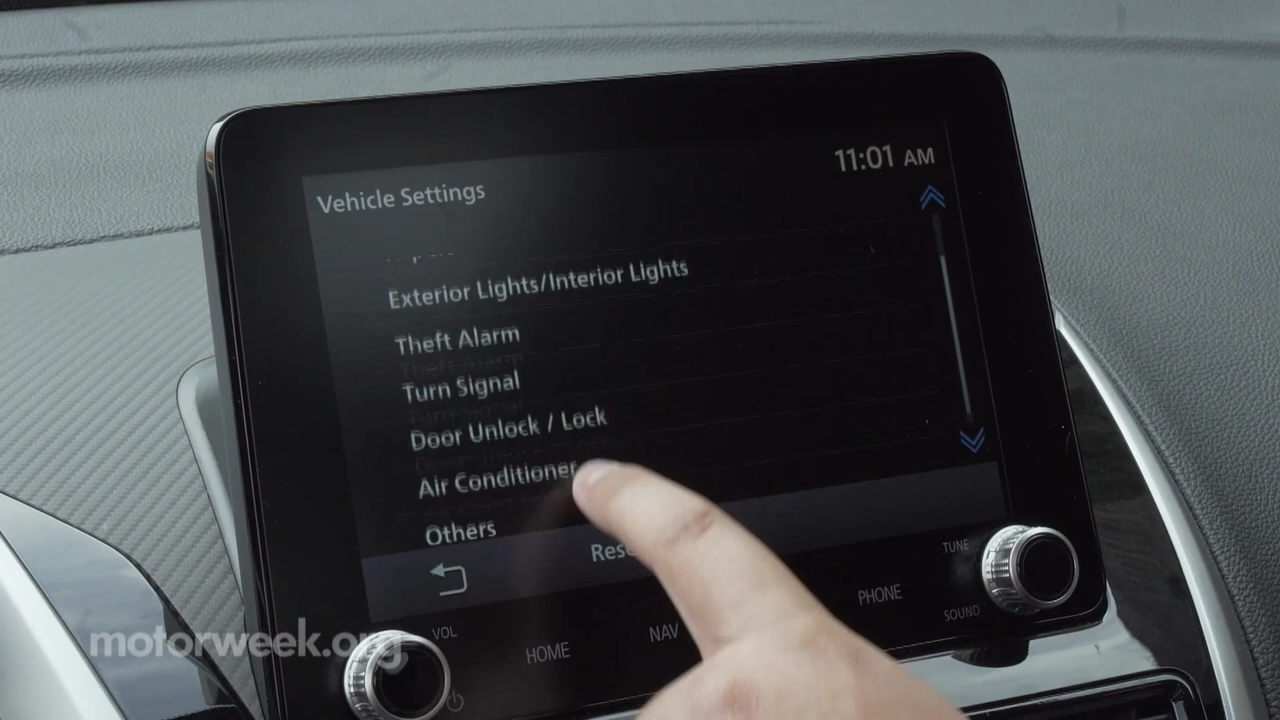 11:01 AM
Vehicle Settings
Exterior Lights/Interior Lights
Theft Alarm
Turn Signal
Door Unlock / Lock
Air Conditioner
Others
VOL
HOME
NAV
PHONE
TUNE
SOUND
motorweek.org